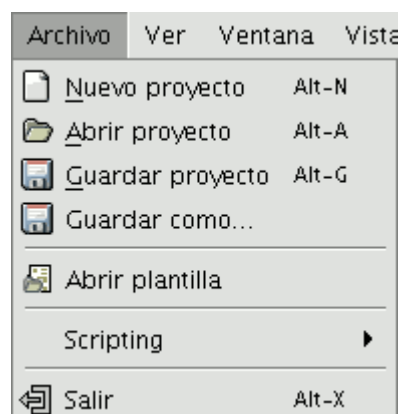 Archivo Ver Ventana Vista
Nuevo proyecto Alt-N
Abrir proyecto Alt-A
Guardar proyecto Alt-G
Guardar como...
Abrir plantilla
Scripting
Salir Alt-X